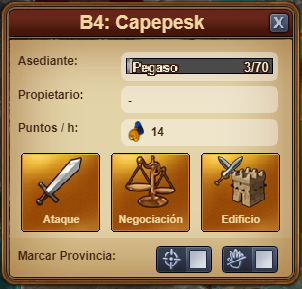 B4: Capepesk
X
Asediante: Pegaso 3/70
Propietario: -
Puntos / h: 14
Ataque Negociación Edificio
Marcar Provincia: